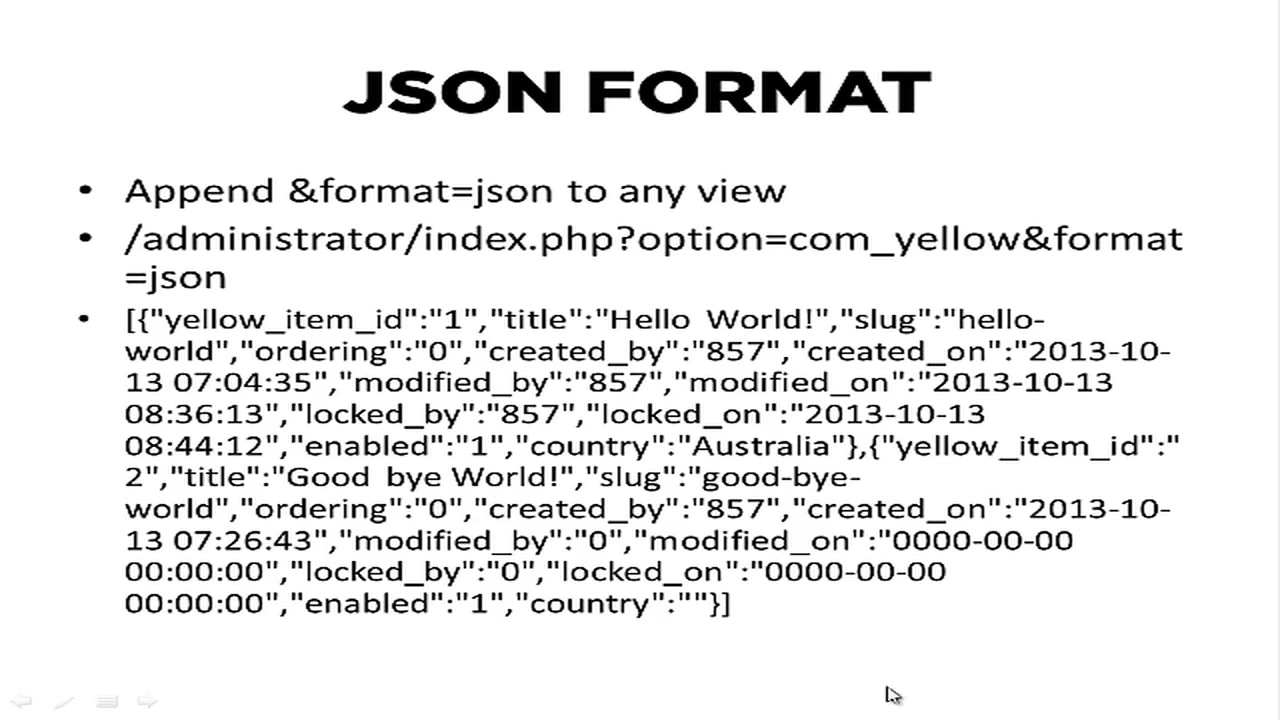 JSON FORMAT
• Append &format=json to any view
• /administrator/index.php?option=com_yellow&format
=json
• [{"yellow_item_id":"1","title":"Hello World!","slug":"hello-
world","ordering":"0","created_by":"857","created_on":"2013-10-
13 07:04:35","modified_by":"857","modified_on":"2013-10-13
08:36:13","locked_by":"857","locked_on":"2013-10-13
08:44:12","enabled":"1","country":"Australia"},{"yellow_item_id":"
2","title":"Good bye World!","slug":"good-bye-
world","ordering":"0","created_by":"857","created_on":"2013-10-
13 07:26:43","modified_by":"0","modified_on":"0000-00-00
00:00:00","locked_by":"0","locked_on":"0000-00-00
00:00:00","enabled":"1","country":""}]